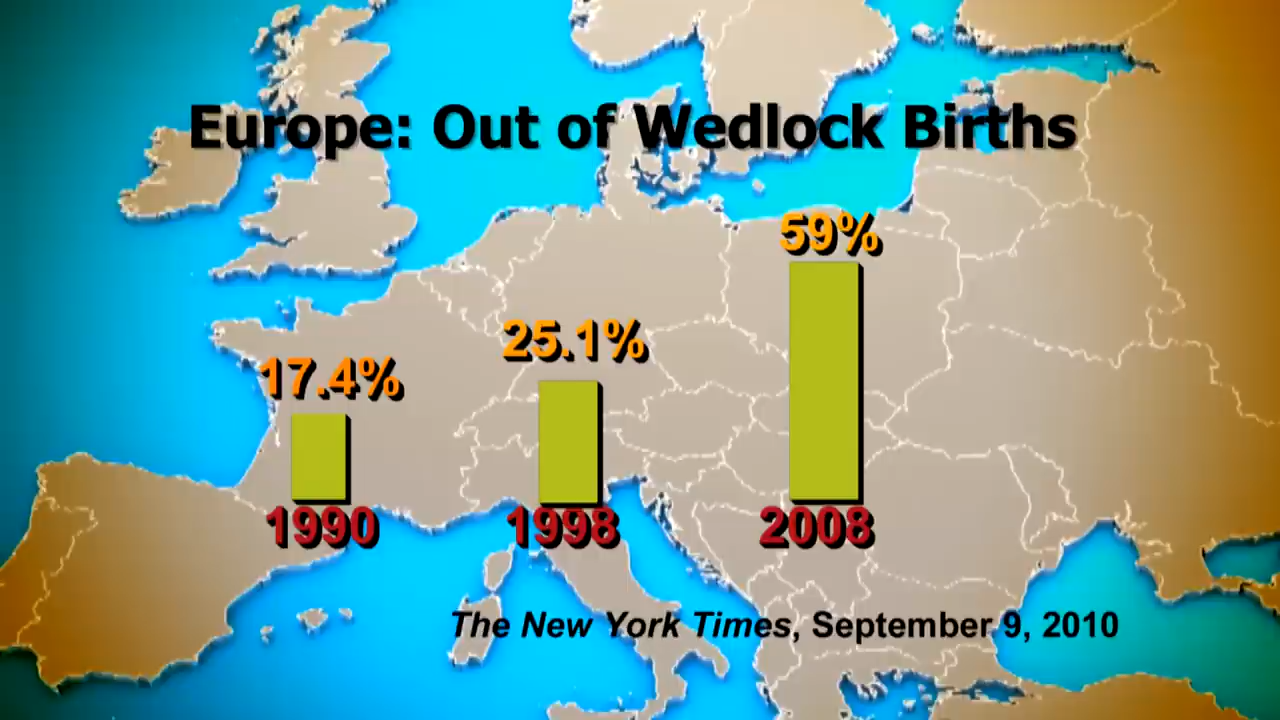 Europe: Out of Wedlock Births
59%
25.1%
17.4%
1990 1998 2008
The New York Times, September 9, 2010